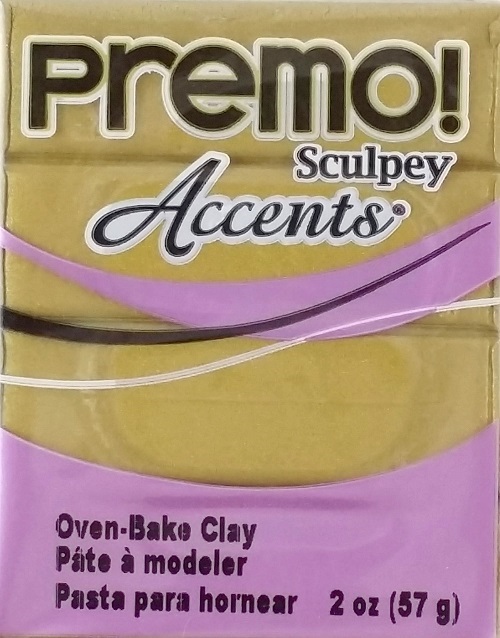 Premo!
Sculpey
Accents®
Oven-Bake Clay
Pâte à modeler
Pasta para hornear 2 oz (57 g)